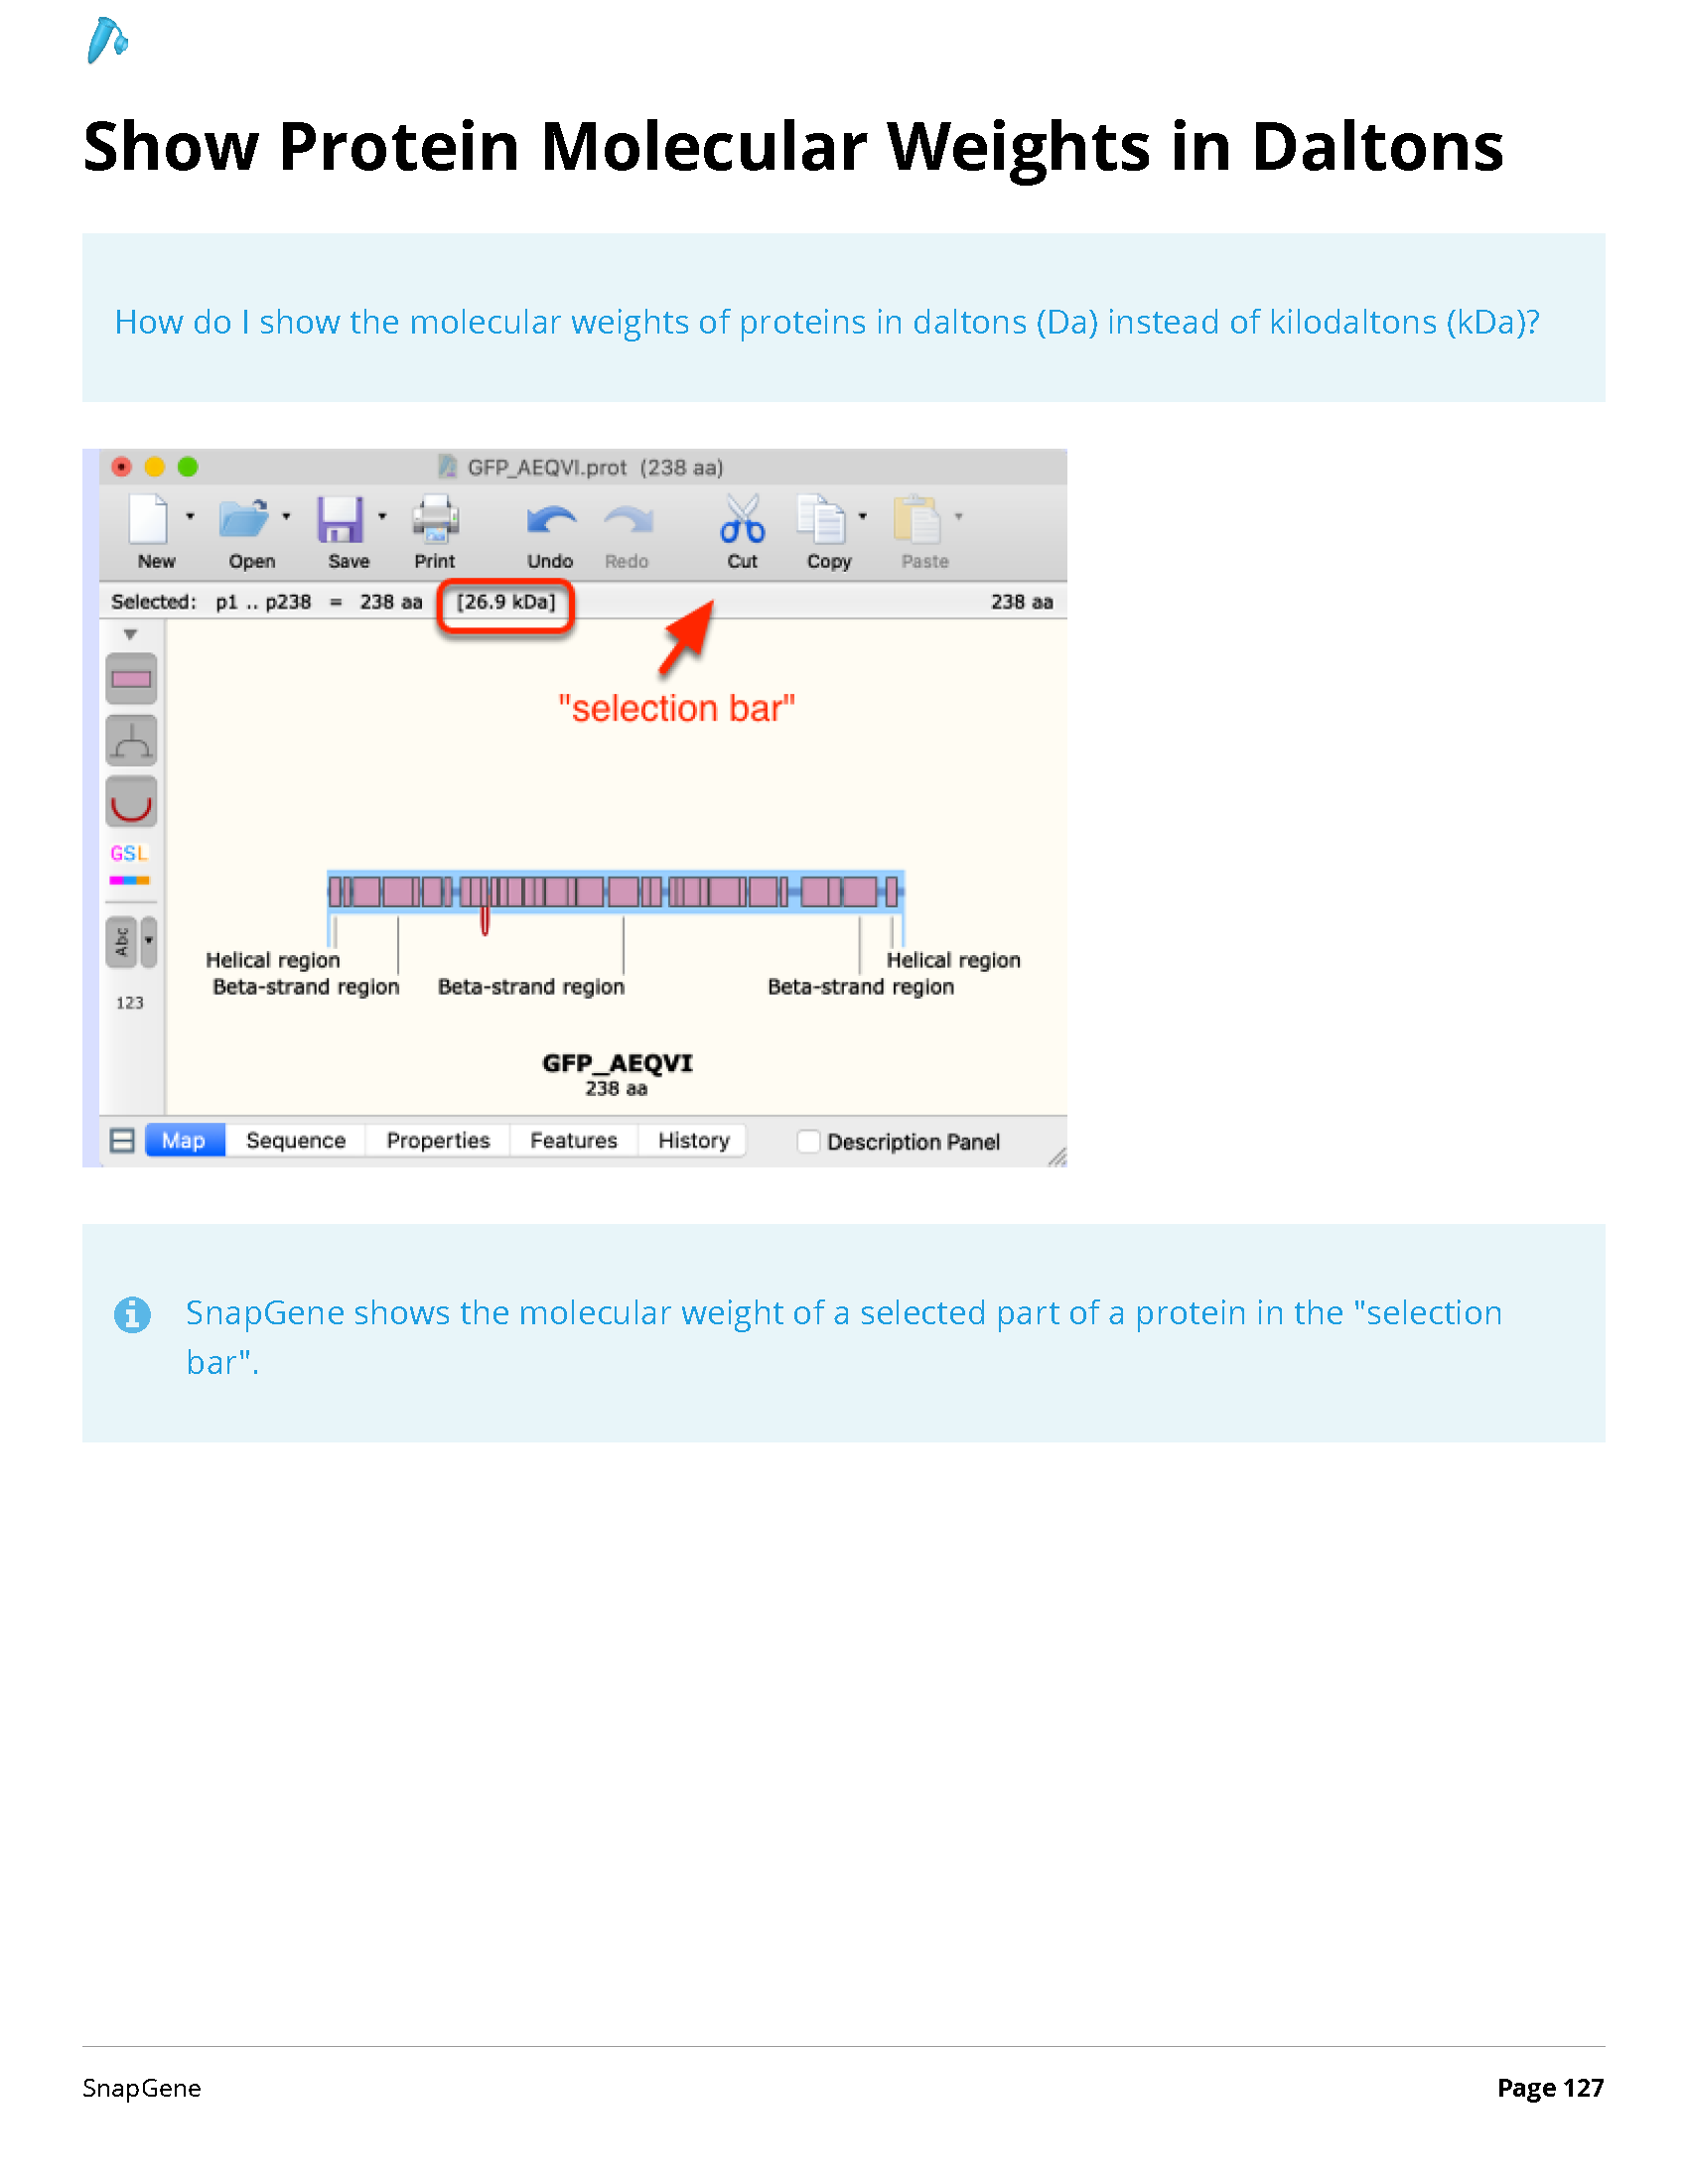 Show Protein Molecular Weights in Daltons
How do I show the molecular weights of proteins in daltons (Da) instead of kilodaltons (kDa)?
GFP_AEQVI.prot (238 aa)
New Open Save Print Undo Redo Cut Copy Paste
Selected: p1 .. p238 = 238 aa [26.9 kDa] 238 aa
"selection bar"
GSL
Abc
123
Helical region Helical region
Beta-strand region Beta-strand region Beta-strand region
GFP_AEQVI
238 aa
Map Sequence Properties Features History Description Panel
SnapGene shows the molecular weight of a selected part of a protein in the "selection
bar".
SnapGene Page 127